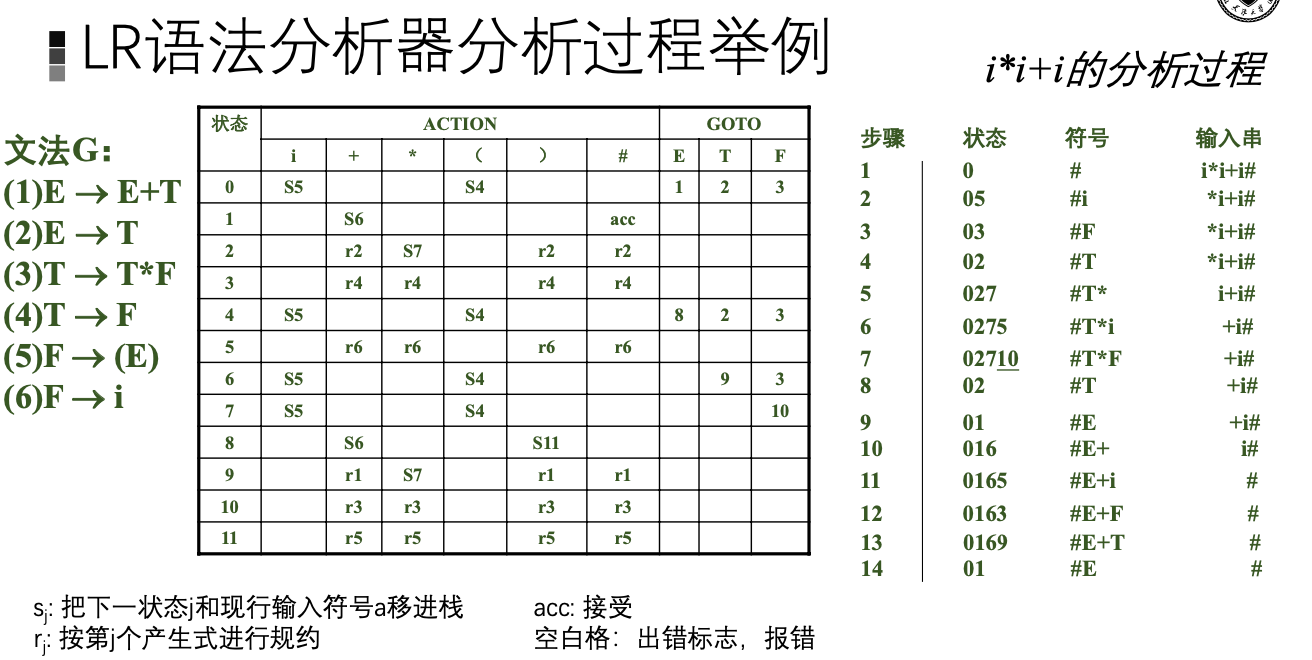 LR语法分析器分析过程举例
i*i+i的分析过程
文法G:
(1)E → E+T
(2)E → T
(3)T → T*F
(4)T → F
(5)F → (E)
(6)F → i
状态 ACTION GOTO
i + * （ ） # E T F
0 S5 S4 1 2 3
1 S6 acc
2 r2 S7 r2 r2
3 r4 r4 r4 r4
4 S5 S4 8 2 3
5 r6 r6 r6 r6
6 S5 S4 9 3
7 S5 S4 10
8 S6 S11
9 r1 S7 r1 r1
10 r3 r3 r3 r3
11 r5 r5 r5 r5
步骤 状态 符号 输入串
1 0 # i*i+i#
2 05 #i *i+i#
3 03 #F *i+i#
4 02 #T *i+i#
5 027 #T* i+i#
6 0275 #T*i +i#
7 02710 #T*F +i#
8 02 #T +i#
9 01 #E +i#
10 016 #E+ i#
11 0165 #E+i #
12 0163 #E+F #
13 0169 #E+T #
14 01 #E #
sj: 把下一状态j和现行输入符号a移进栈
rj: 按第j个产生式进行规约
acc: 接受
空白格：出错标志，报错